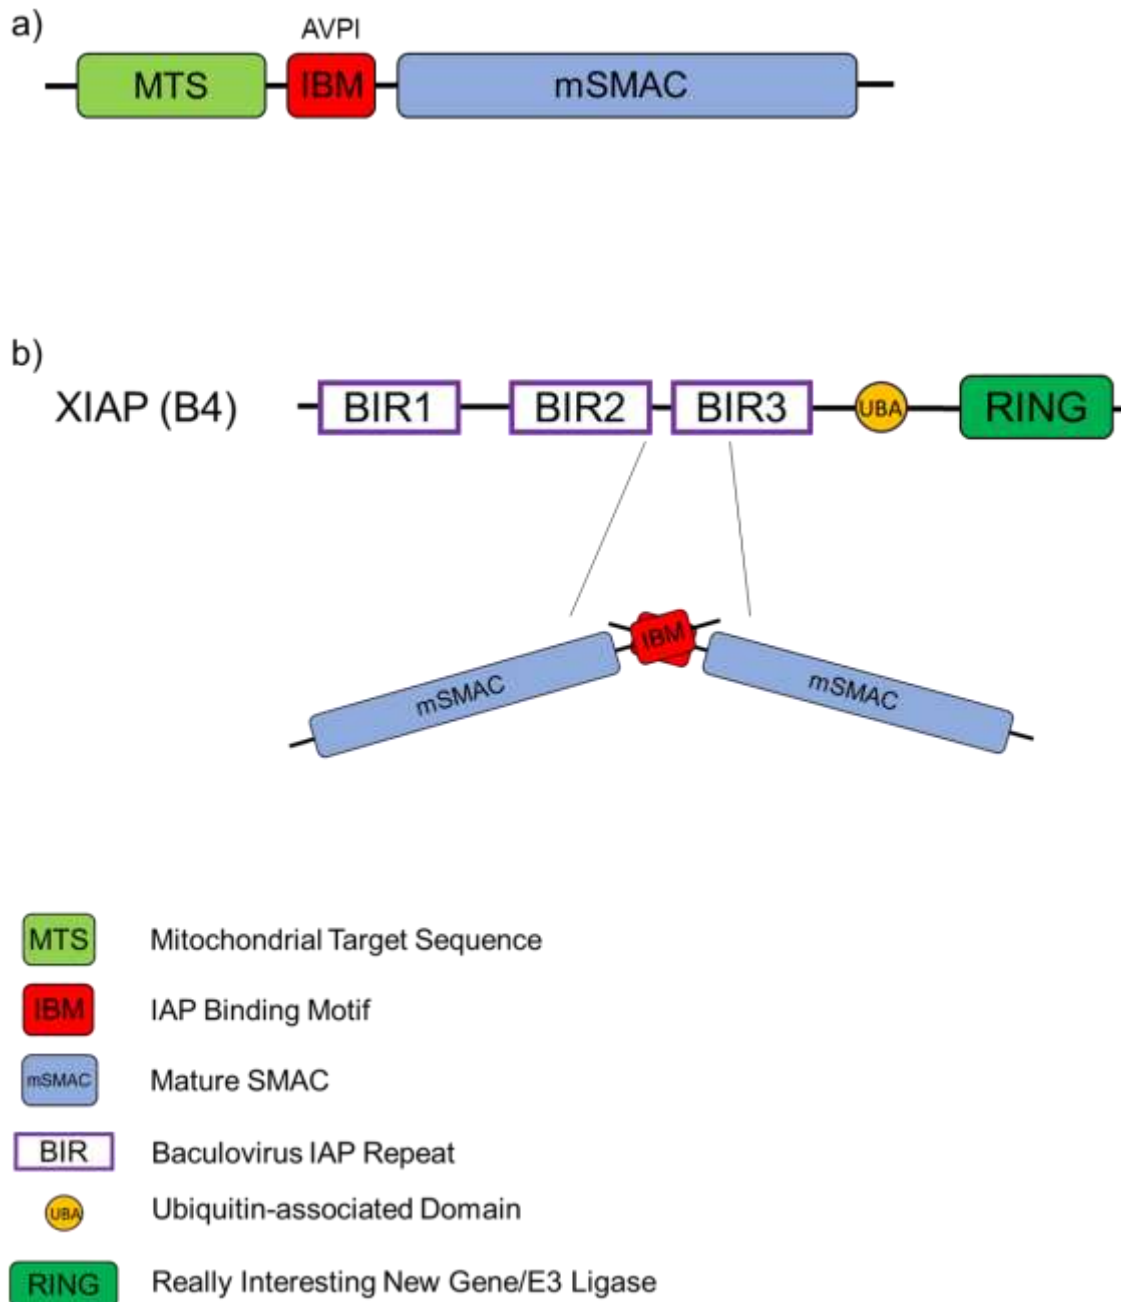 a)
AVPI
MTS IBM mSMAC
b)
XIAP (B4) BIR1 BIR2 BIR3 UBA RING
IBM
mSMAC mSMAC
MTS Mitochondrial Target Sequence
IBM IAP Binding Motif
mSMAC Mature SMAC
BIR Baculovirus IAP Repeat
UBA Ubiquitin-associated Domain
RING Really Interesting New Gene/E3 Ligase